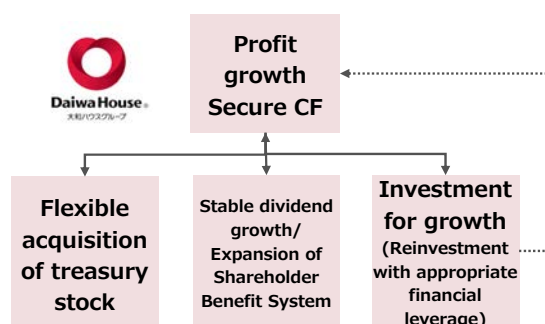 Daiwa House®
大和ハウスグループ
Profit
growth
Secure CF
Flexible
acquisition
of treasury
stock
Stable dividend
growth/
Expansion of
Shareholder
Benefit System
Investment
for growth
(Reinvestment
with appropriate
financial
leverage)